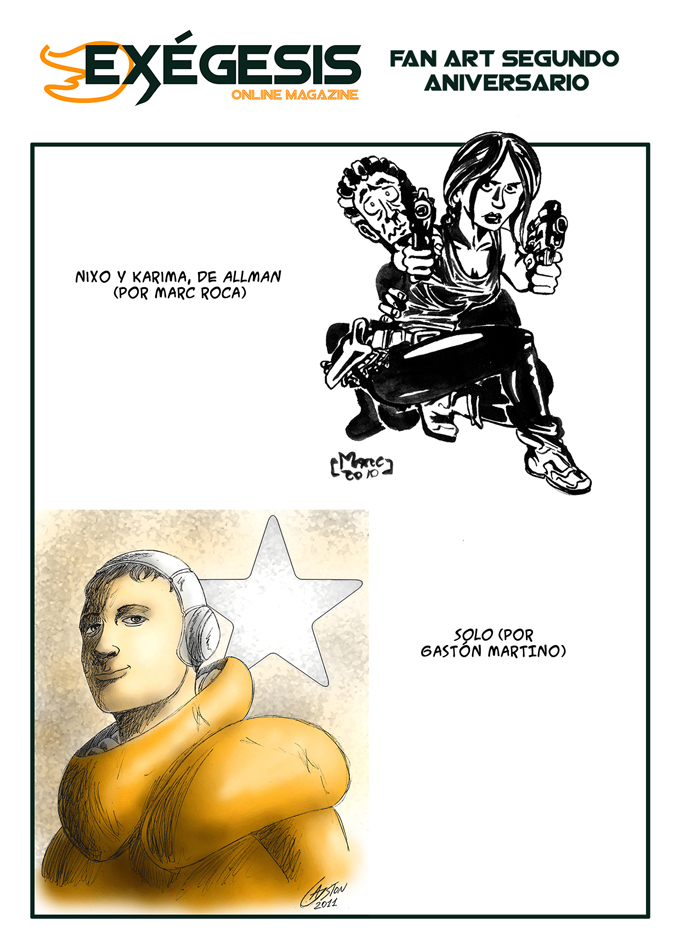 EXÉGESIS
ONLINE MAGAZINE
FAN ART SEGUNDO
ANIVERSARIO
NIXO Y KARIMA, DE ALLMAN
(POR MARC ROCA)
[Marc]
2010
SOLO (POR
GASTÓN MARTINO)
GASTON
2011